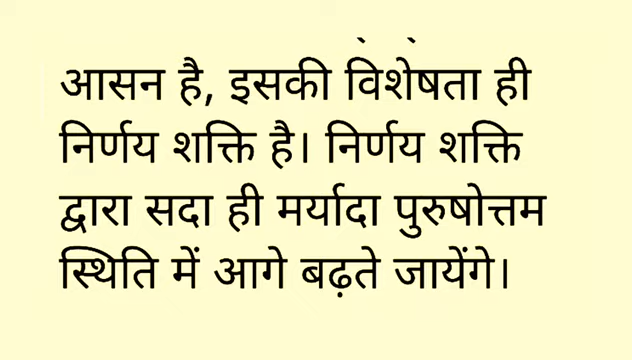 आसन है, इसकी विशेषता ही
निर्णय शक्ति है। निर्णय शक्ति
द्वारा सदा ही मर्यादा पुरुषोत्तम
स्थिति में आगे बढ़ते जायेंगे।